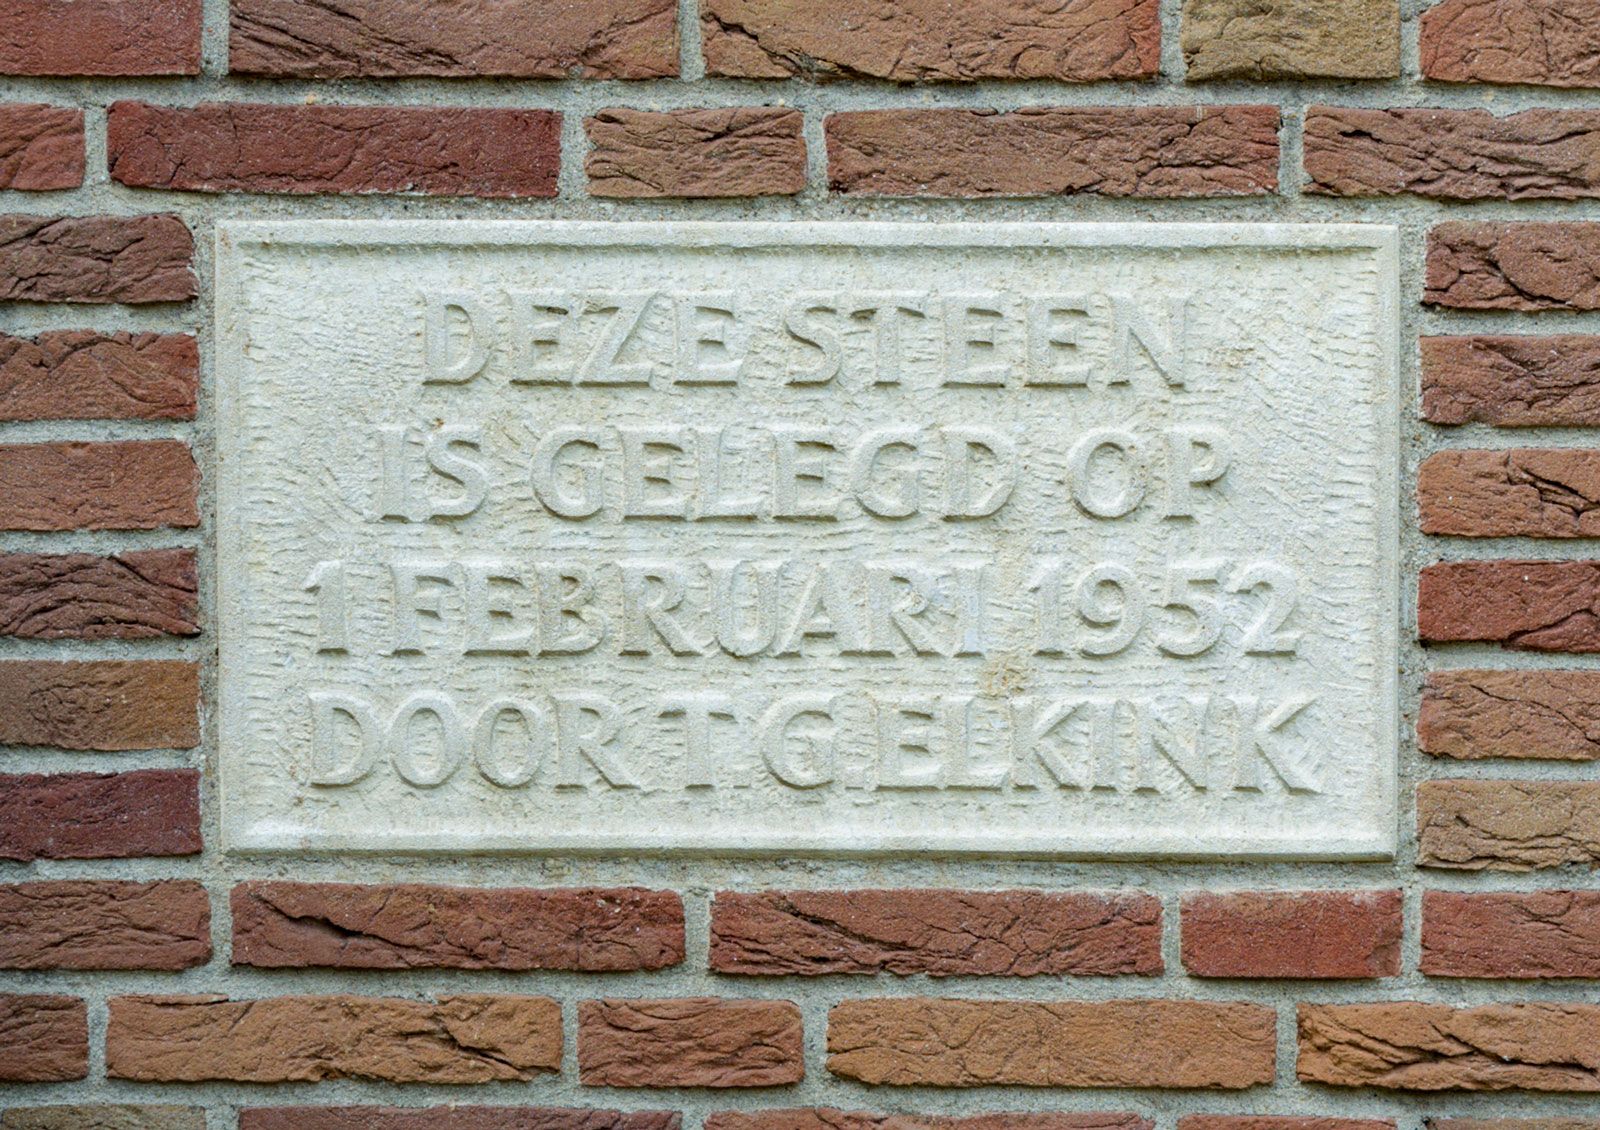 DEZE STEEN
IS GELEGD OP
1 FEBRUARI 1952
DOOR T G ELKINK